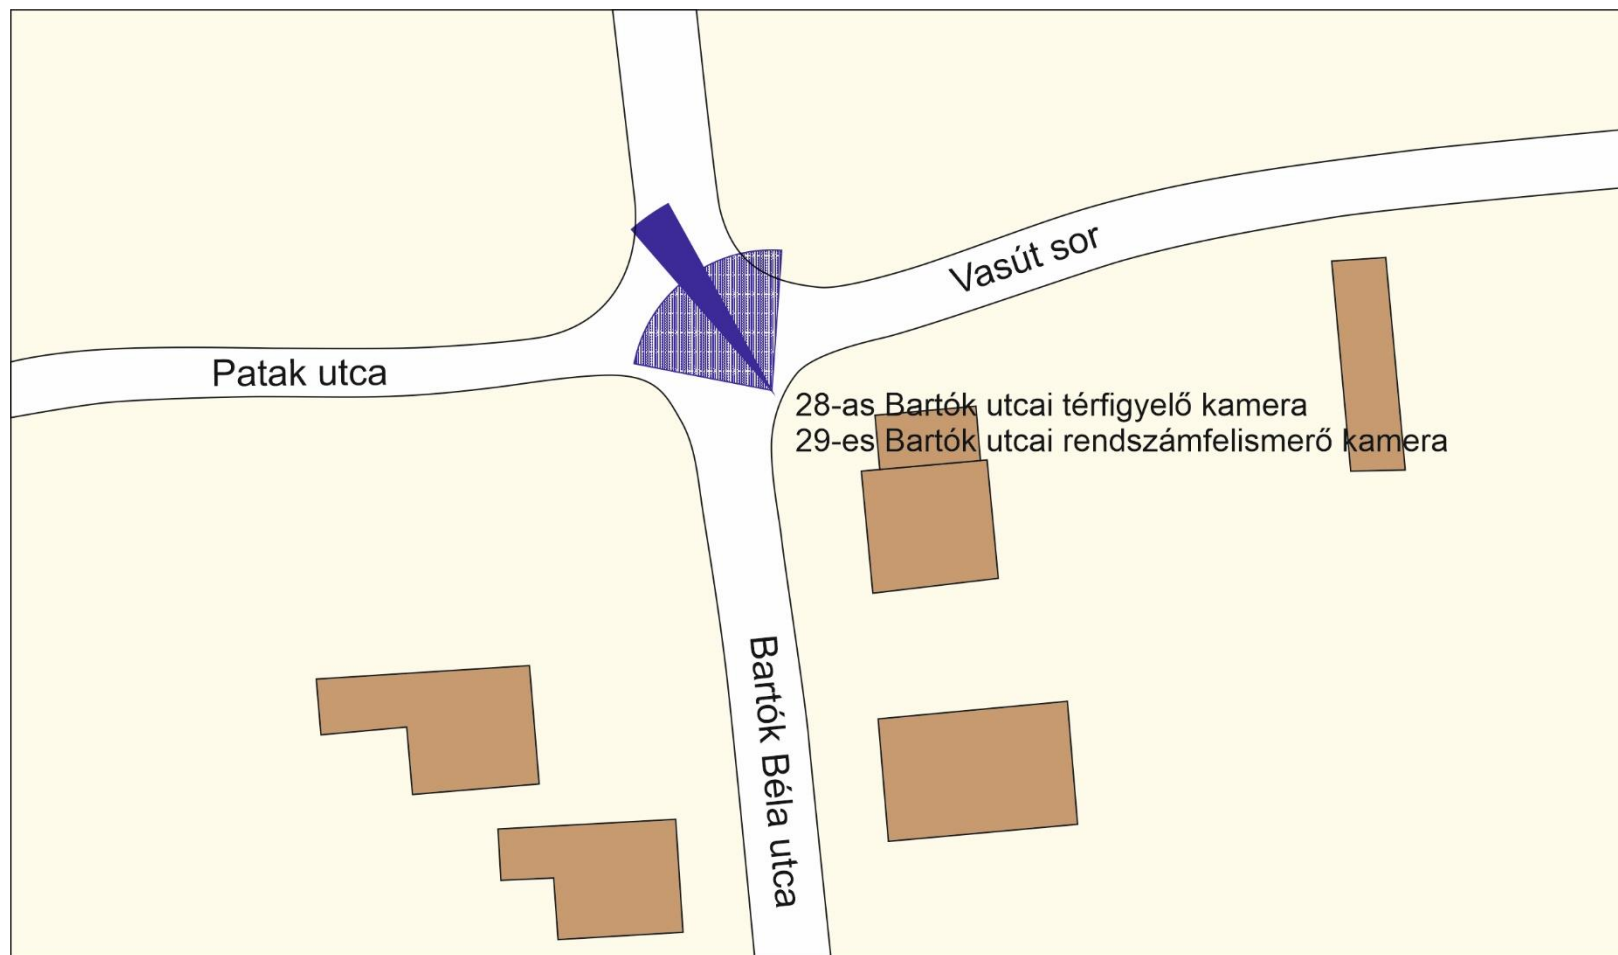 Vasút sor
Patak utca
28-as Bartók utcai térfigyelő kamera
29-es Bartók utcai rendszámfelismerő kamera
Bartók Béla utca